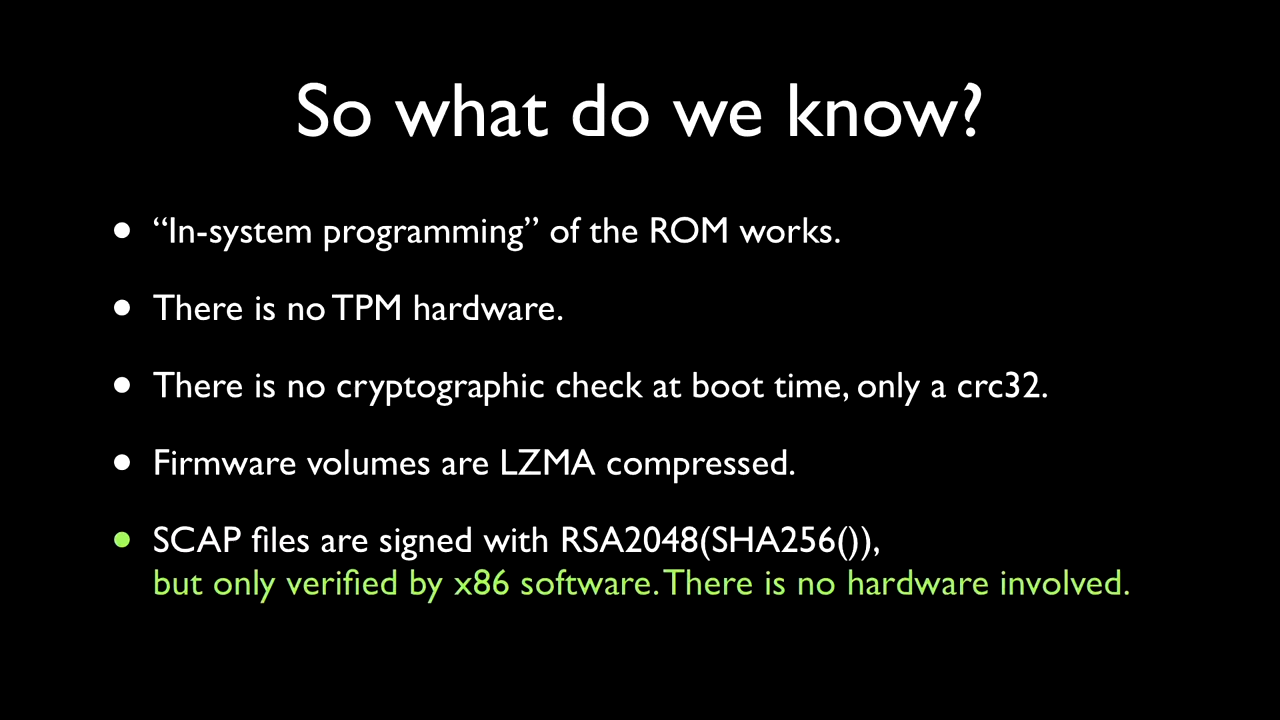 So what do we know?
• “In-system programming” of the ROM works.
• There is no TPM hardware.
• There is no cryptographic check at boot time, only a crc32.
• Firmware volumes are LZMA compressed.
• SCAP files are signed with RSA2048(SHA256()),
but only verified by x86 software. There is no hardware involved.